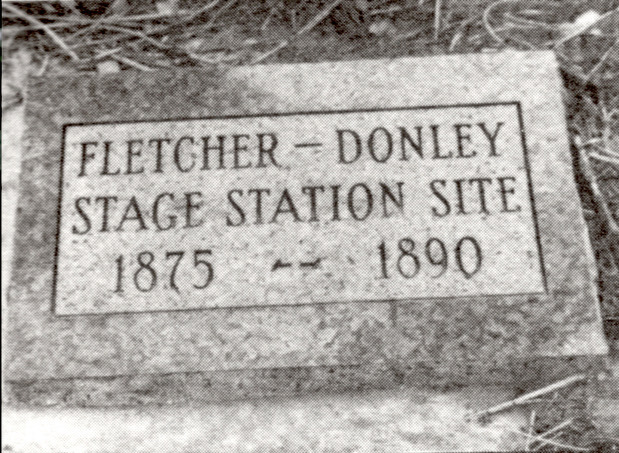 FLETCHER — DONLEY
STAGE STATION SITE
1875 -- 1890